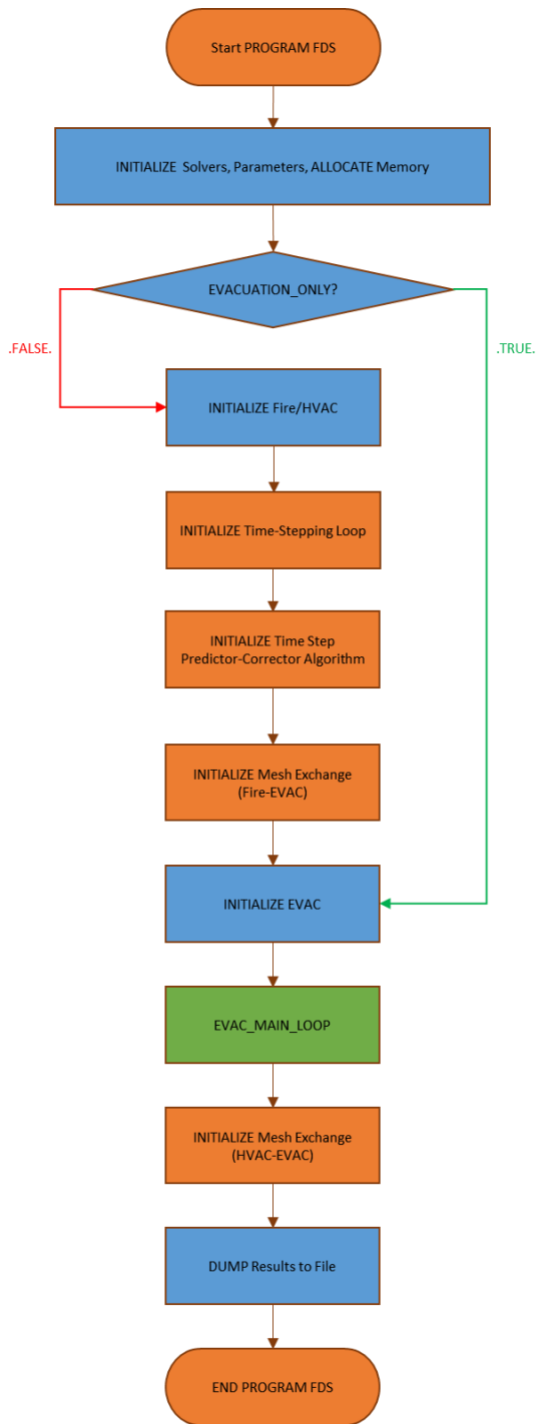 Start PROGRAM FDS
INITIALIZE Solvers, Parameters, ALLOCATE Memory
EVACUATION_ONLY?
.FALSE.
.TRUE.
INITIALIZE Fire/HVAC
INITIALIZE Time-Stepping Loop
INITIALIZE Time Step
Predictor-Corrector Algorithm
INITIALIZE Mesh Exchange
(Fire-EVAC)
INITIALIZE EVAC
EVAC_MAIN_LOOP
INITIALIZE Mesh Exchange
(HVAC-EVAC)
DUMP Results to File
END PROGRAM FDS